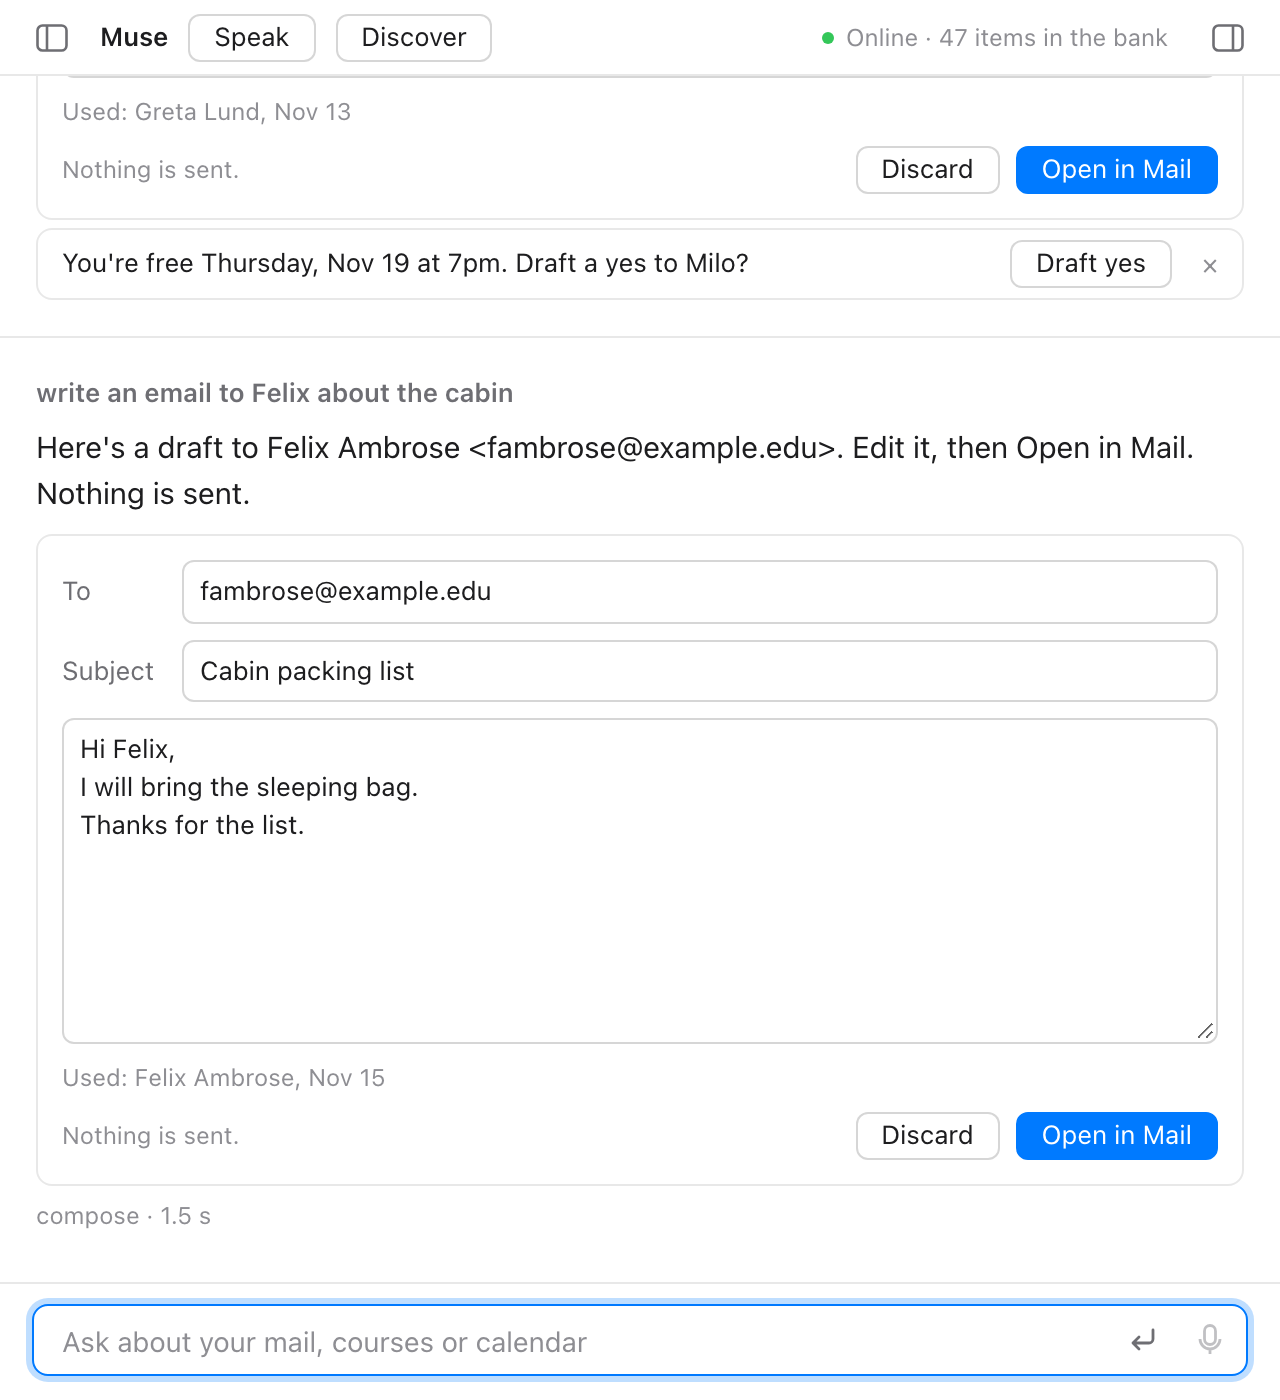 Muse Speak Discover Online · 47 items in the bank
Used: Greta Lund, Nov 13
Nothing is sent. Discard Open in Mail
You're free Thursday, Nov 19 at 7pm. Draft a yes to Milo? Draft yes ×
write an email to Felix about the cabin
Here's a draft to Felix Ambrose <fambrose@example.edu>. Edit it, then Open in Mail.
Nothing is sent.
To fambrose@example.edu
Subject Cabin packing list
Hi Felix,
I will bring the sleeping bag.
Thanks for the list.
Used: Felix Ambrose, Nov 15
Nothing is sent. Discard Open in Mail
compose · 1.5 s
Ask about your mail, courses or calendar